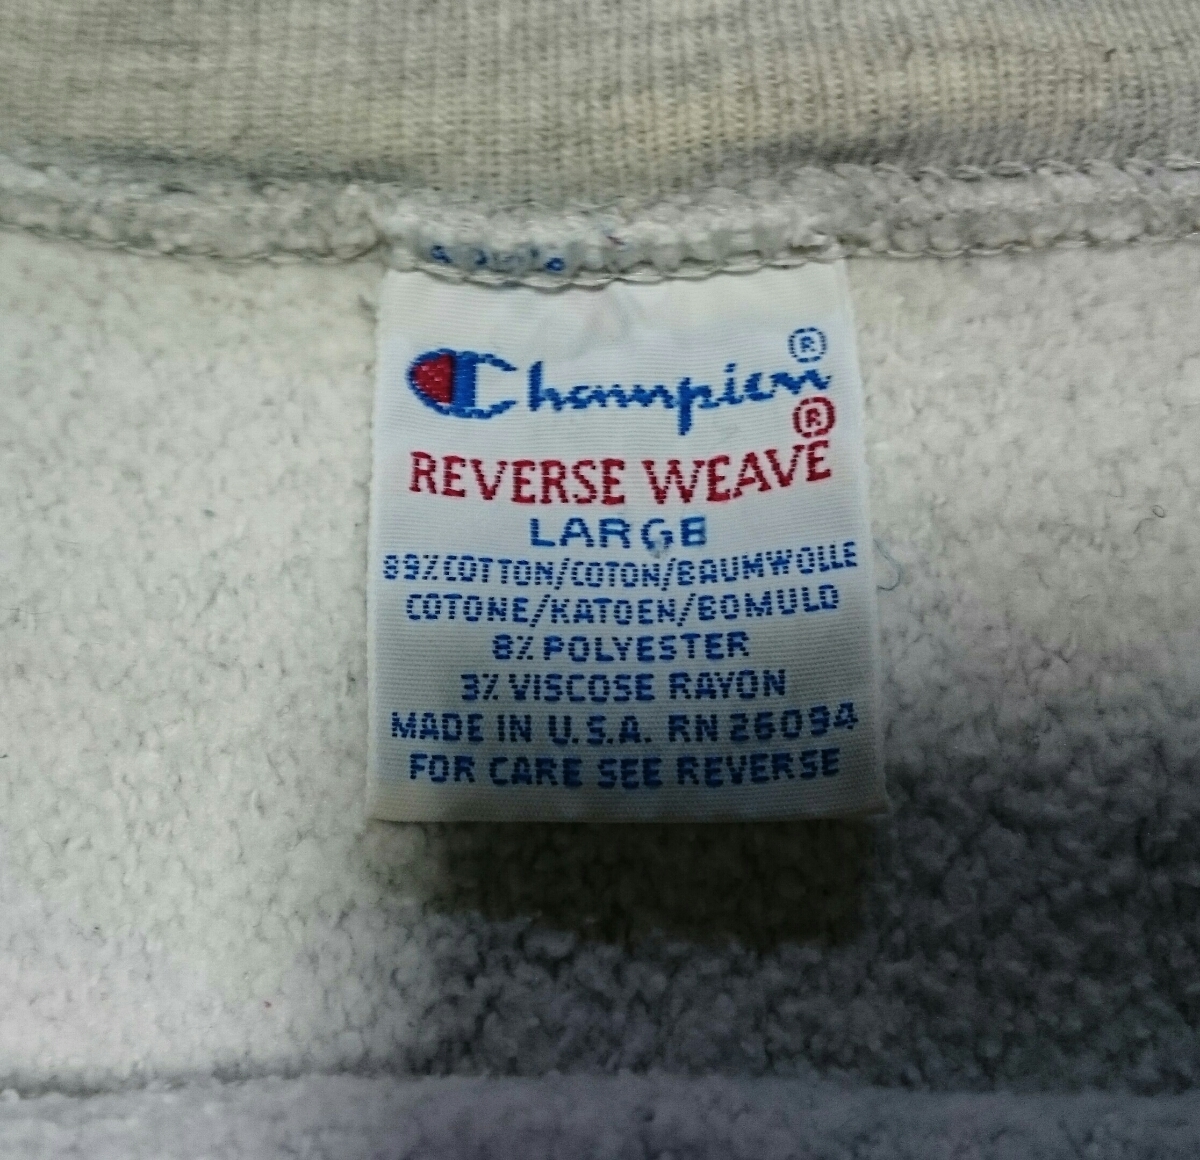 Champion®
REVERSE WEAVE®
LARGE
89% COTTON/COTON/BAUMWOLLE
COTONE/KATOEN/BOMULD
8% POLYESTER
3% VISCOSE RAYON
MADE IN U.S.A. RN 26094
FOR CARE SEE REVERSE